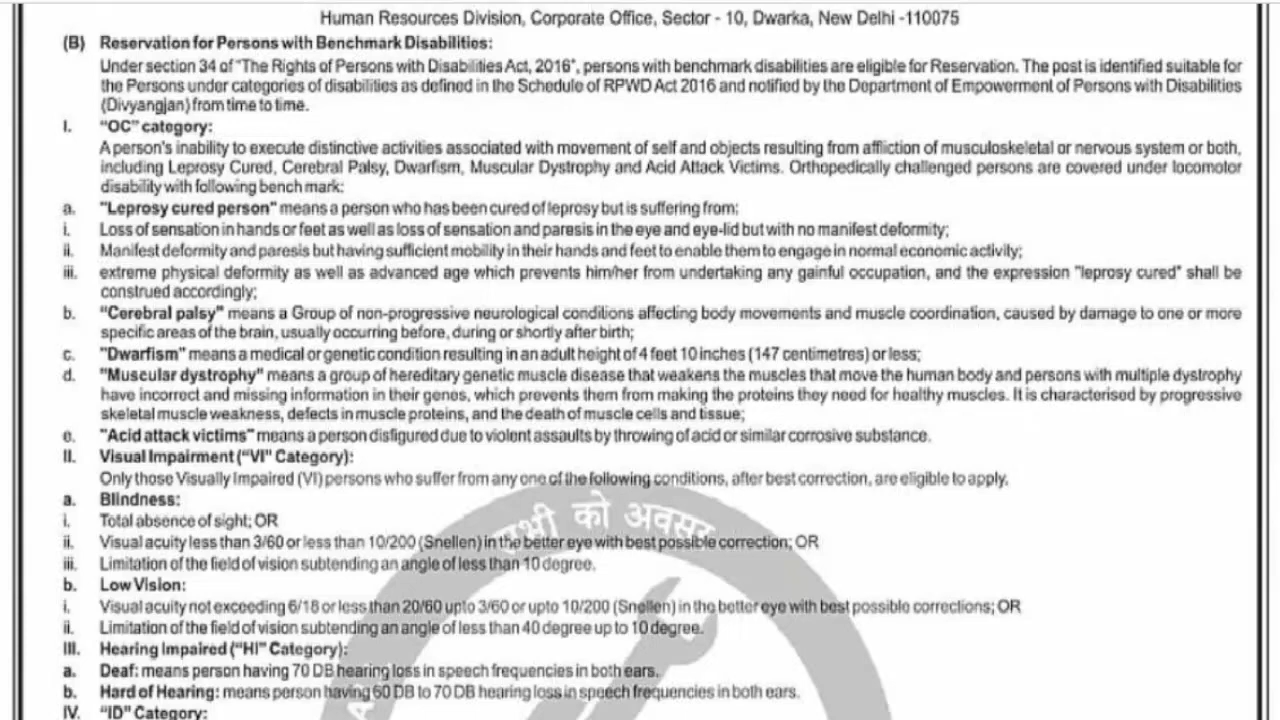 Human Resources Division, Corporate Office, Sector - 10, Dwarka, New Delhi -110075
(B) Reservation for Persons with Benchmark Disabilities:
Under section 34 of "The Rights of Persons with Disabilities Act, 2016", persons with benchmark disabilities are eligible for Reservation. The post is identified suitable for
the Persons under categories of disabilities as defined in the Schedule of RPWD Act 2016 and notified by the Department of Empowerment of Persons with Disabilities
(Divyangjan) from time to time.
I. "OC" category:
A person's inability to execute distinctive activities associated with movement of self and objects resulting from affliction of musculoskeletal or nervous system or both,
including Leprosy Cured, Cerebral Palsy, Dwarfism, Muscular Dystrophy and Acid Attack Victims. Orthopedically challenged persons are covered under locomotor
disability with following bench mark:
a. "Leprosy cured person" means a person who has been cured of leprosy but is suffering from;
i. Loss of sensation in hands or feet as well as loss of sensation and paresis in the eye and eye-lid but with no manifest deformity;
ii. Manifest deformity and paresis but having sufficient mobility in their hands and feet to enable them to engage in normal economic activity;
iii. extreme physical deformity as well as advanced age which prevents him/her from undertaking any gainful occupation, and the expression "leprosy cured" shall be
construed accordingly;
b. "Cerebral palsy" means a Group of non-progressive neurological conditions affecting body movements and muscle coordination, caused by damage to one or more
specific areas of the brain, usually occurring before, during or shortly after birth;
c. "Dwarfism" means a medical or genetic condition resulting in an adult height of 4 feet 10 inches (147 centimetres) or less;
d. "Muscular dystrophy" means a group of hereditary genetic muscle disease that weakens the muscles that move the human body and persons with multiple dystrophy
have incorrect and missing information in their genes, which prevents them from making the proteins they need for healthy muscles. It is characterised by progressive
skeletal muscle weakness, defects in muscle proteins, and the death of muscle cells and tissue;
e. "Acid attack victims" means a person disfigured due to violent assaults by throwing of acid or similar corrosive substance.
II. Visual Impairment ("VI" Category):
Only those Visually Impaired (VI) persons who suffer from any one of the following conditions, after best correction, are eligible to apply.
a. Blindness:
i. Total absence of sight; OR
ii. Visual acuity less than 3/60 or less than 10/200 (Snellen) in the better eye with best possible correction; OR
iii. Limitation of the field of vision subtending an angle of less than 10 degree.
b. Low Vision:
i. Visual acuity not exceeding 6/18 or less than 20/60 upto 3/60 or upto 10/200 (Snellen) in the better eye with best possible corrections; OR
ii. Limitation of the field of vision subtending an angle of less than 40 degree up to 10 degree.
III. Hearing Impaired ("HI" Category):
a. Deaf: means person having 70 DB hearing loss in speech frequencies in both ears.
b. Hard of Hearing: means person having 60 DB to 70 DB hearing loss in speech frequencies in both ears.
IV. "ID" Category:
सभी को अवसर